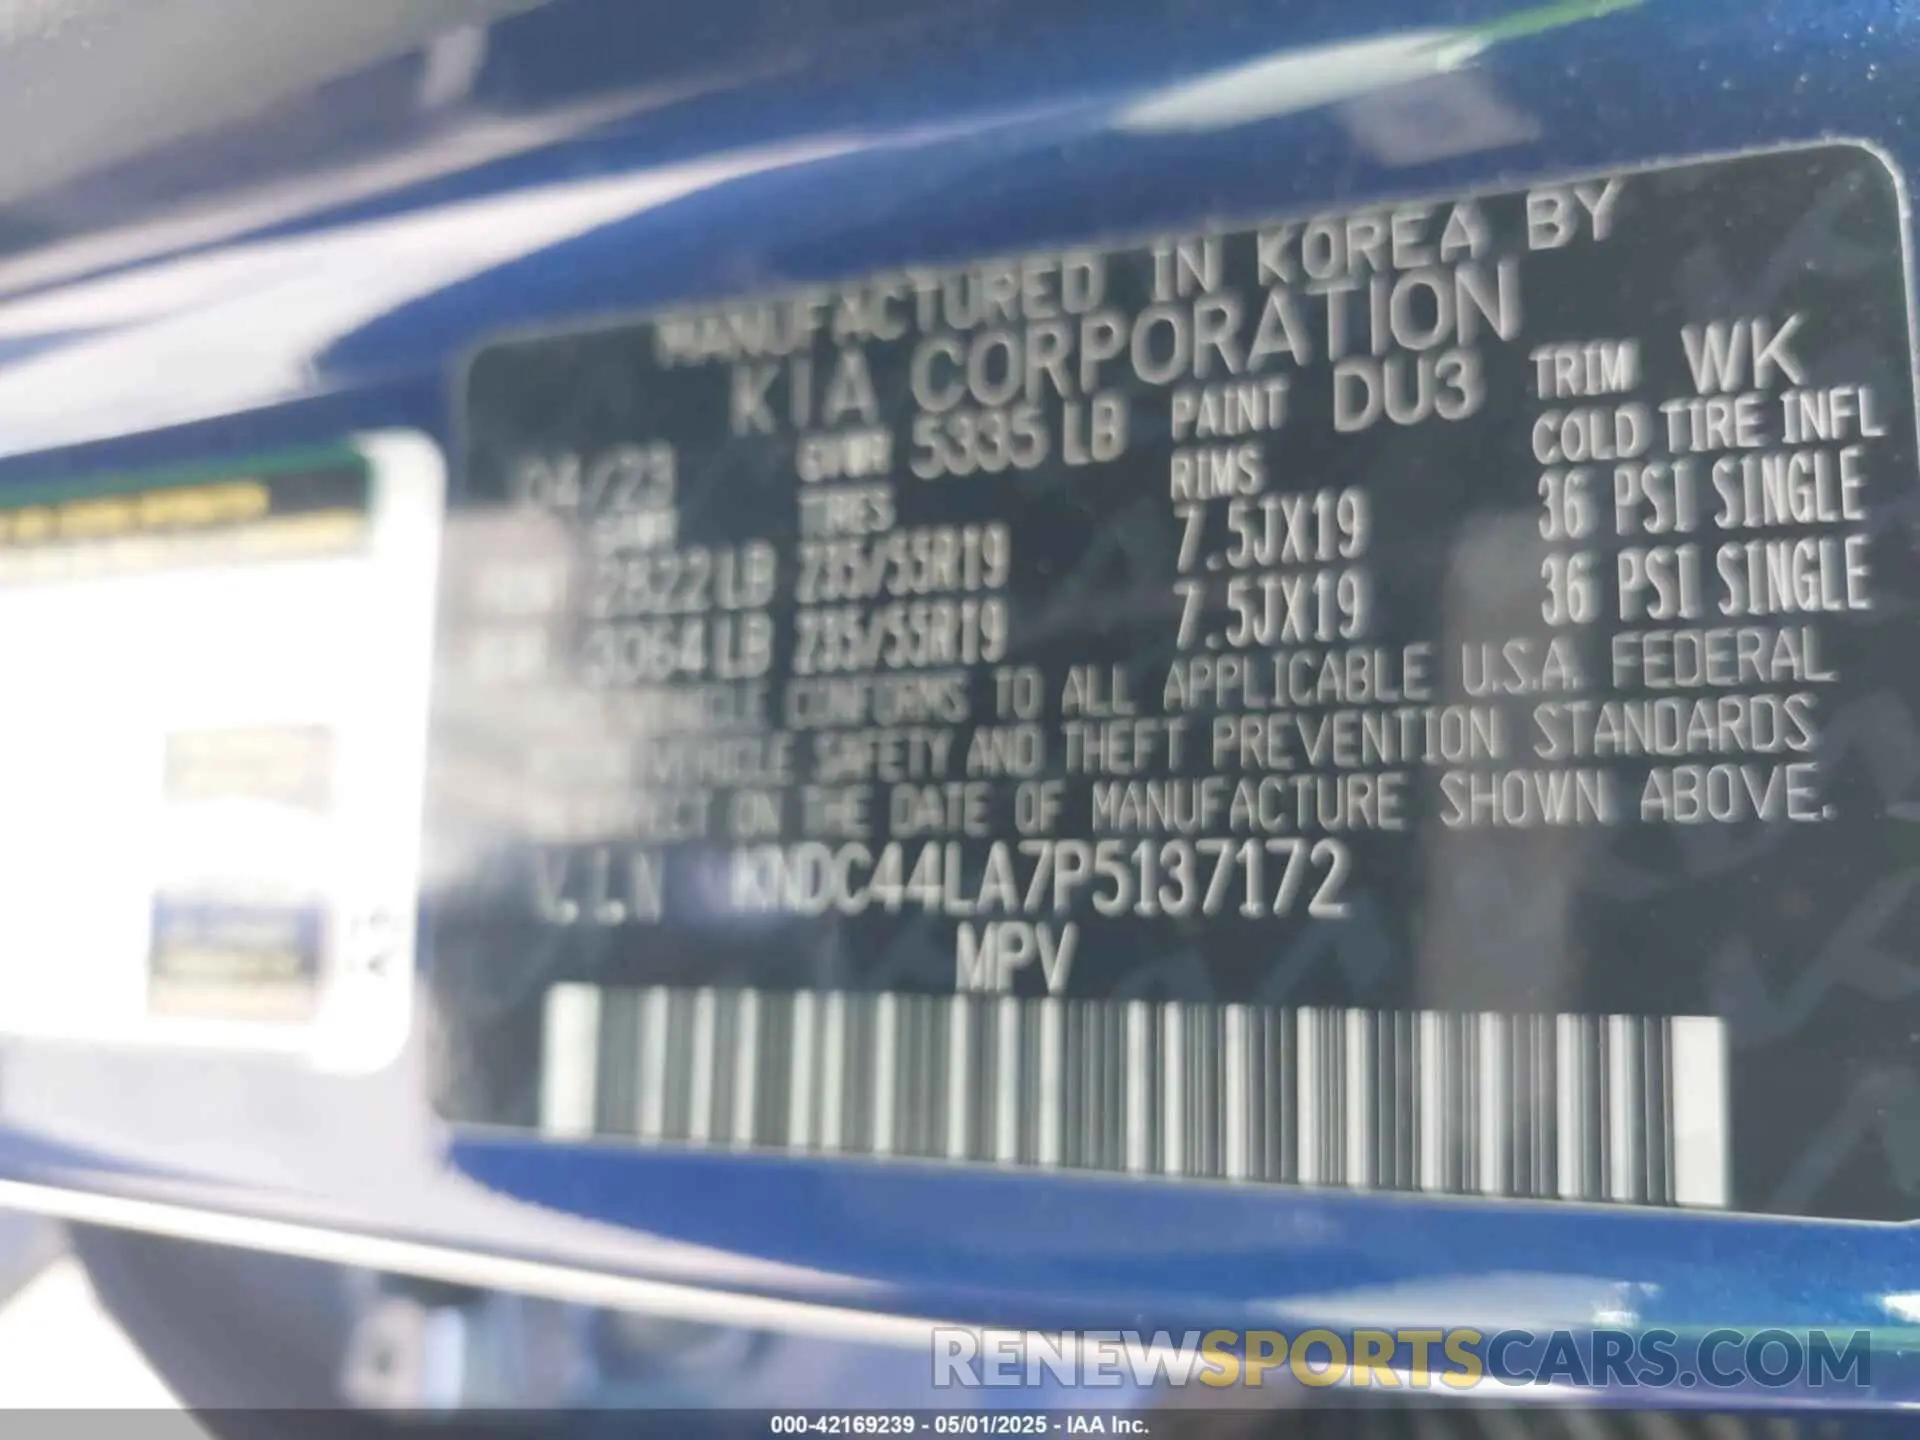 MANUFACTURED IN KOREA BY
KIA CORPORATION
04/23 GVWR 5335 LB PAINT DU3 TRIM WK
GAWR TIRES RIMS COLD TIRE INFL
2822 LB 235/55R19 7.5JX19 36 PSI SINGLE
3064 LB 235/55R19 7.5JX19 36 PSI SINGLE
VEHICLE CONFORMS TO ALL APPLICABLE U.S.A. FEDERAL
VEHICLE SAFETY AND THEFT PREVENTION STANDARDS
ON THE DATE OF MANUFACTURE SHOWN ABOVE.
V.I.N KNDC44LA7P5137172
MPV
RENEWSPORTSCARS.COM
000-42169239 - 05/01/2025 - IAA Inc.